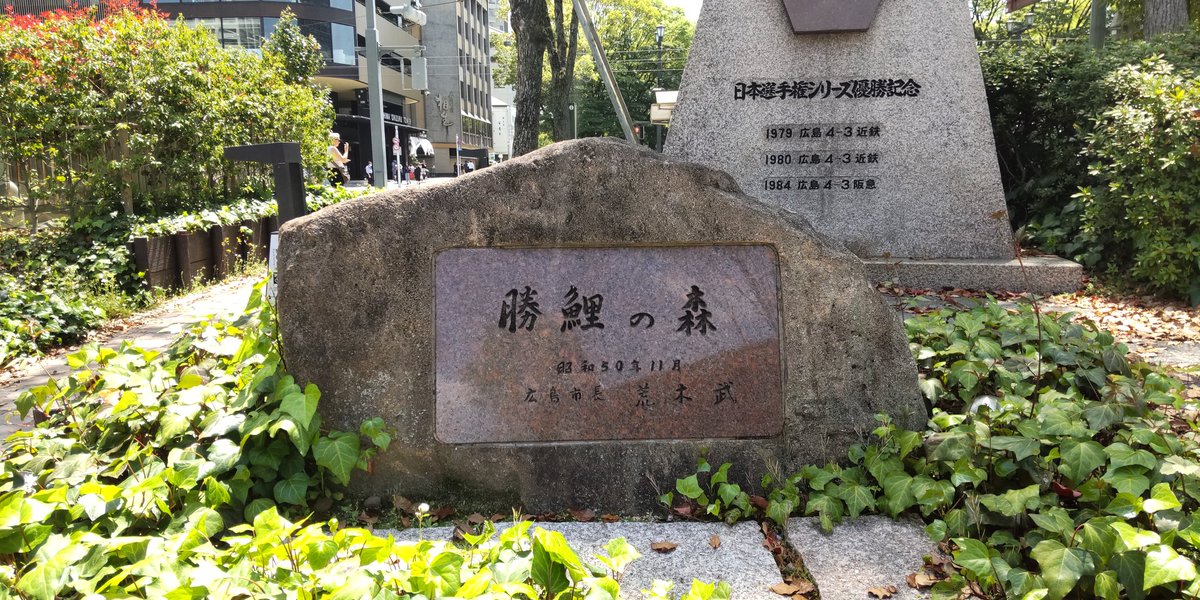 日本選手権シリーズ優勝記念
1979 広島 4-3 近鉄
1980 広島 4-3 近鉄
1984 広島 4-3 阪急
勝鯉の森
昭和50年11月
広島市長 荒木武